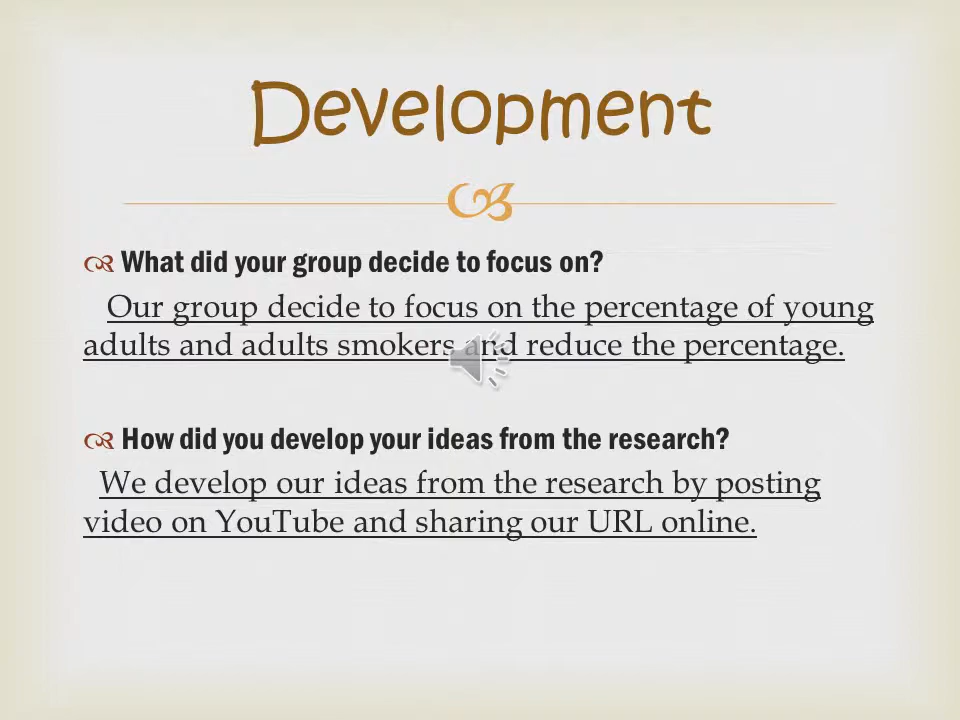 Development
What did your group decide to focus on?
Our group decide to focus on the percentage of young
adults and adults smokers and reduce the percentage.
How did you develop your ideas from the research?
We develop our ideas from the research by posting
video on YouTube and sharing our URL online.